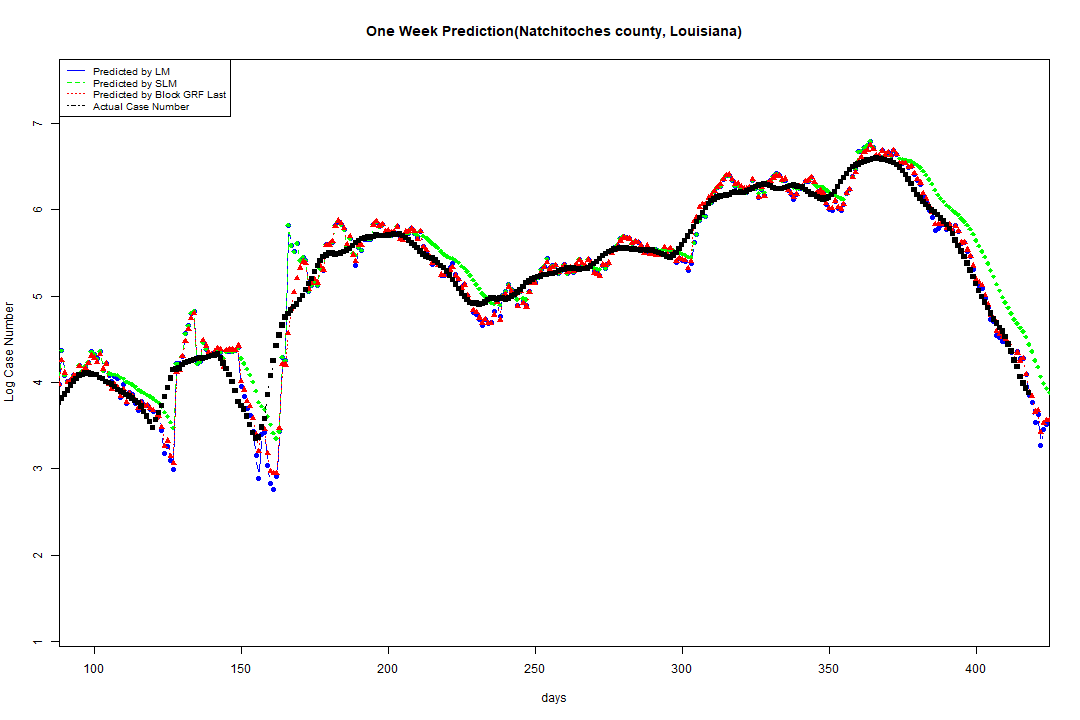 One Week Prediction(Natchitoches county, Louisiana)
Predicted by LM
Predicted by SLM
Predicted by Block GRF Last
Actual Case Number
Log Case Number
7
6
5
4
3
2
1
100 150 200 250 300 350 400
days